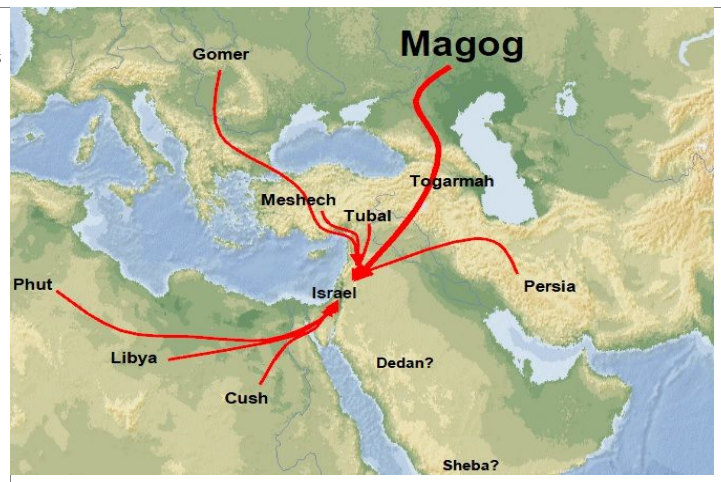 Gomer
Magog
Togarmah
Meshech
Tubal
Phut
Israel
Persia
Libya
Dedan?
Cush
Sheba?